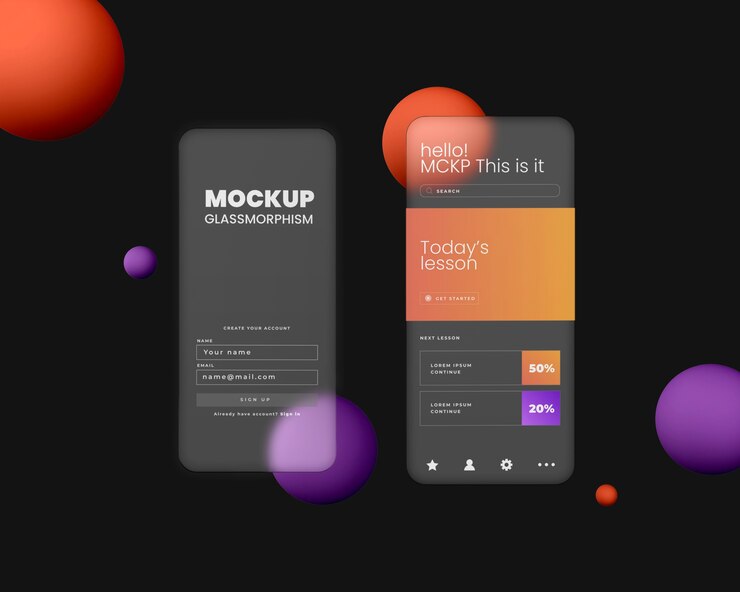 MOCKUP
GLASSMORPHISM
CREATE YOUR ACCOUNT
NAME
Your name
EMAIL
name@mail.com
SIGN UP
Already have account? Sign in
hello!
MCKP This is it
SEARCH
Today's
lesson
GET STARTED
NEXT LESSON
LOREM IPSUM
CONTINUE
50%
LOREM IPSUM
CONTINUE
20%